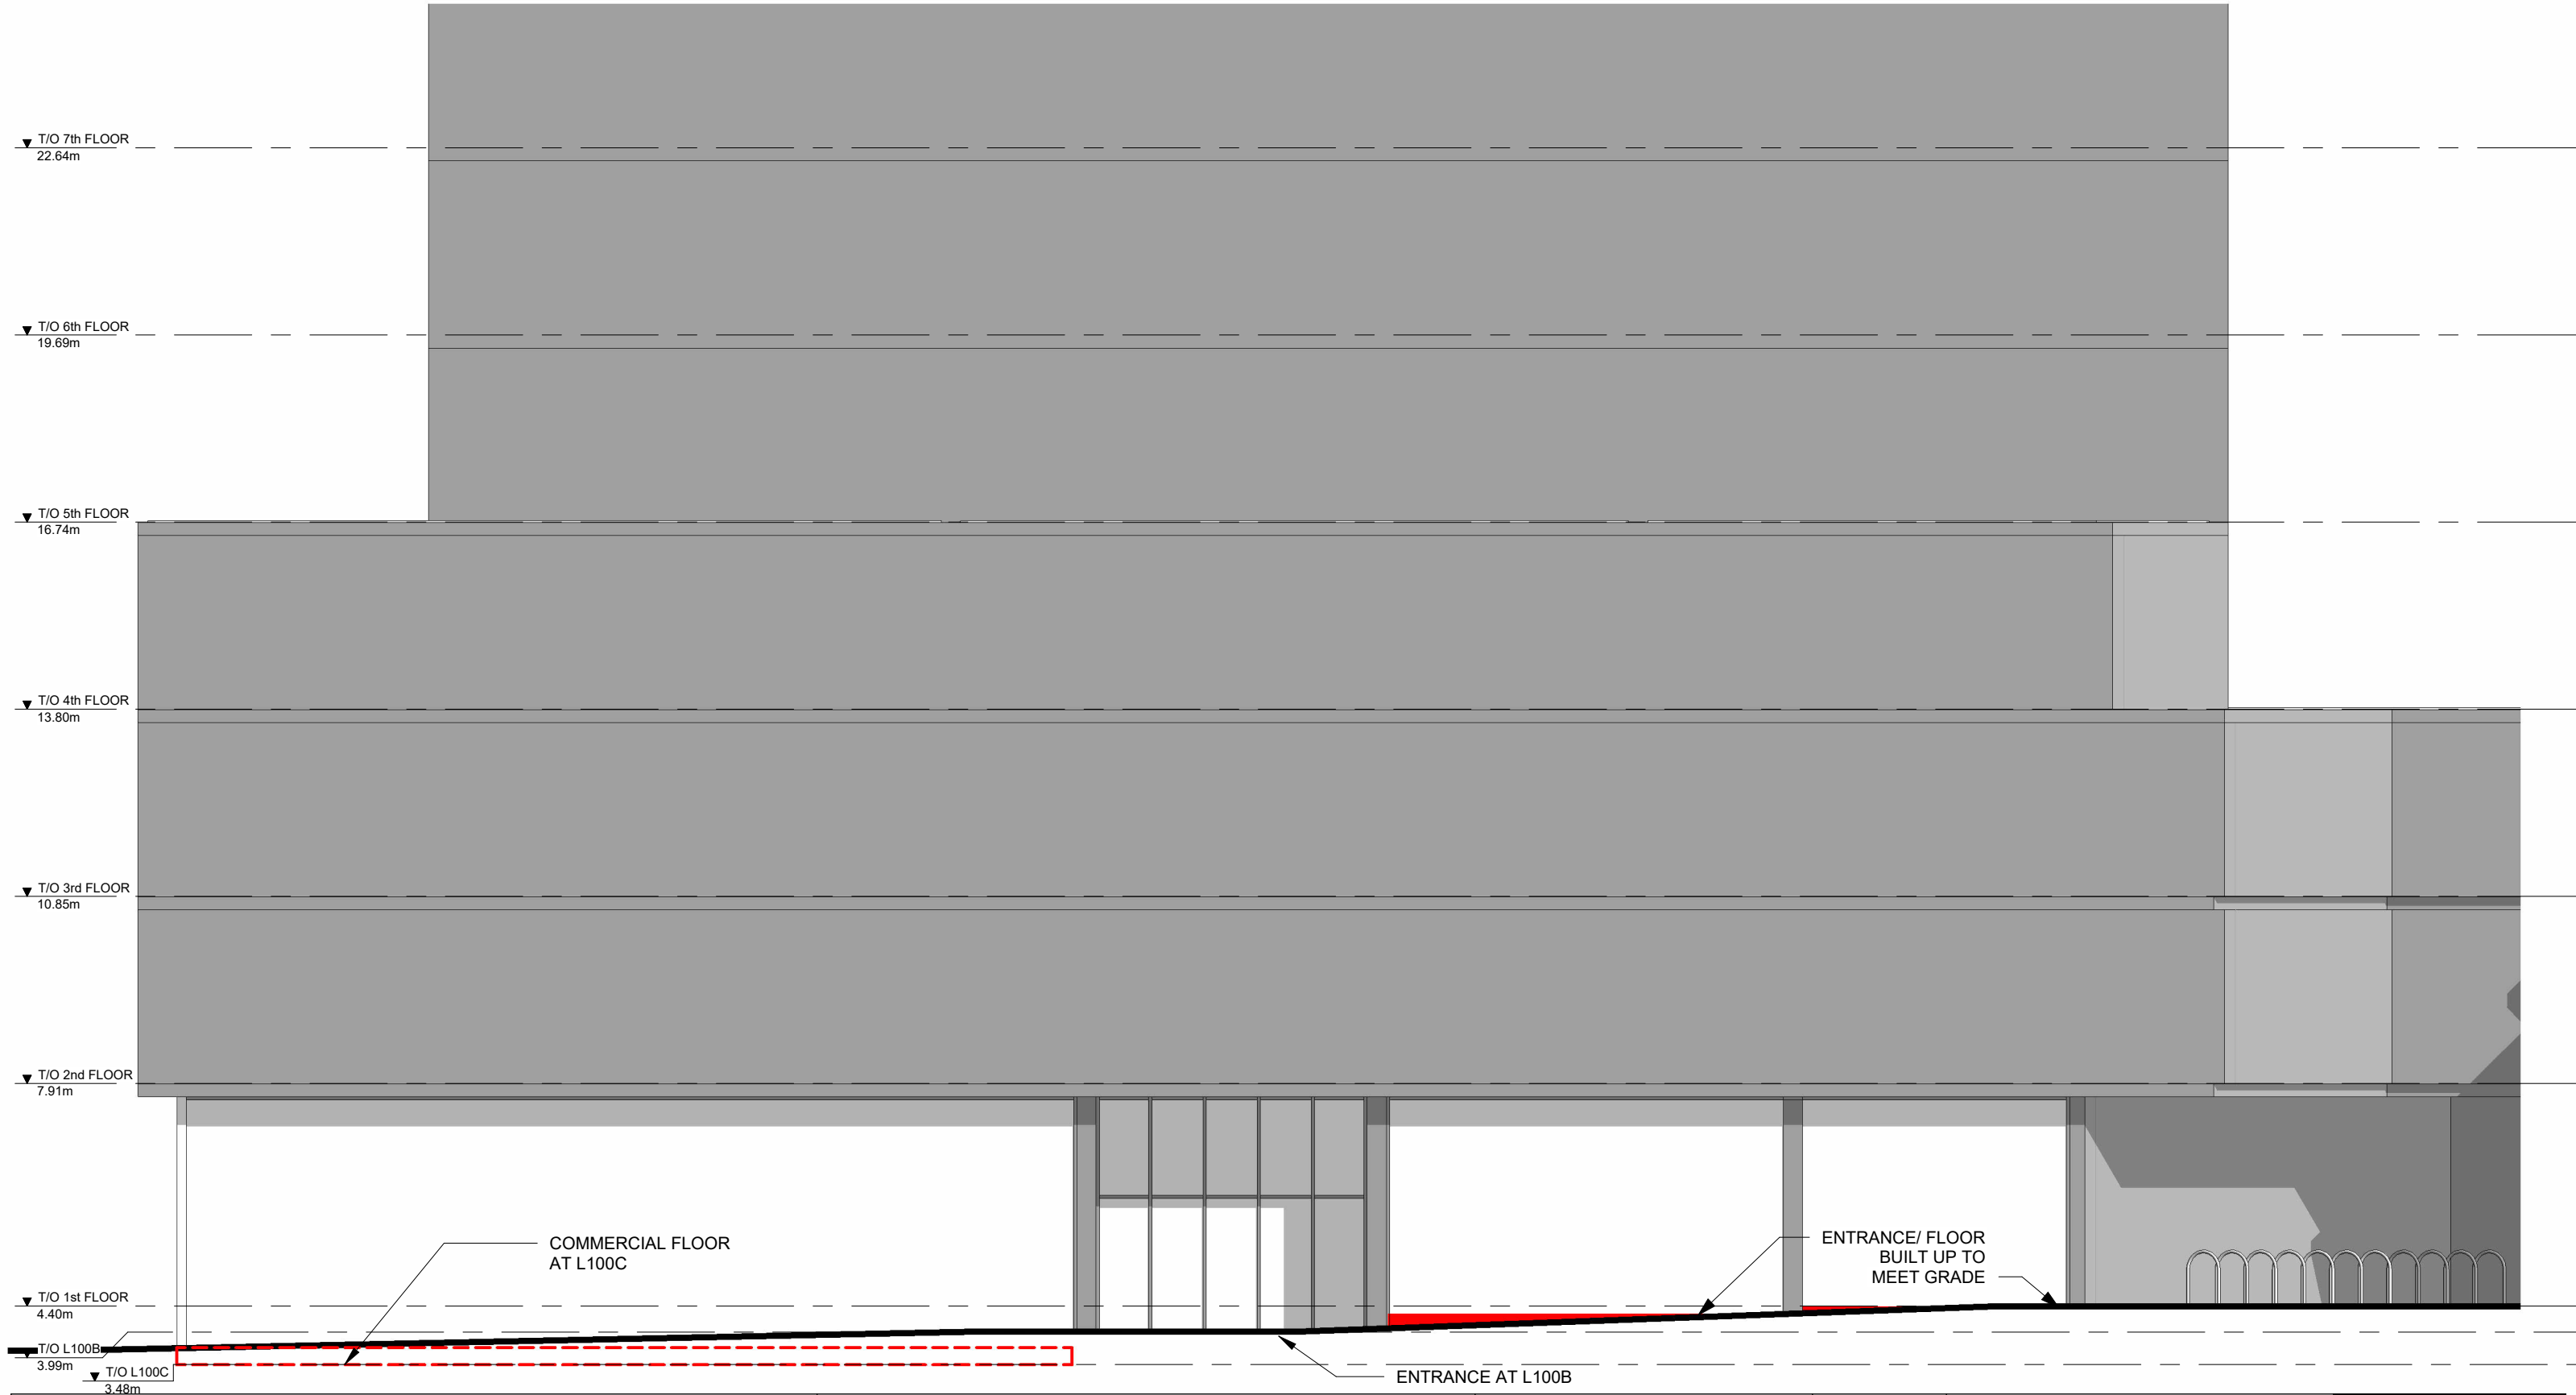 T/O 7th FLOOR
22.64m
T/O 6th FLOOR
19.69m
T/O 5th FLOOR
16.74m
T/O 4th FLOOR
13.80m
T/O 3rd FLOOR
10.85m
T/O 2nd FLOOR
7.91m
COMMERCIAL FLOOR
AT L100C
ENTRANCE/ FLOOR
BUILT UP TO
MEET GRADE
T/O 1st FLOOR
4.40m
T/O L100B
3.99m
T/O L100C
3.48m
ENTRANCE AT L100B